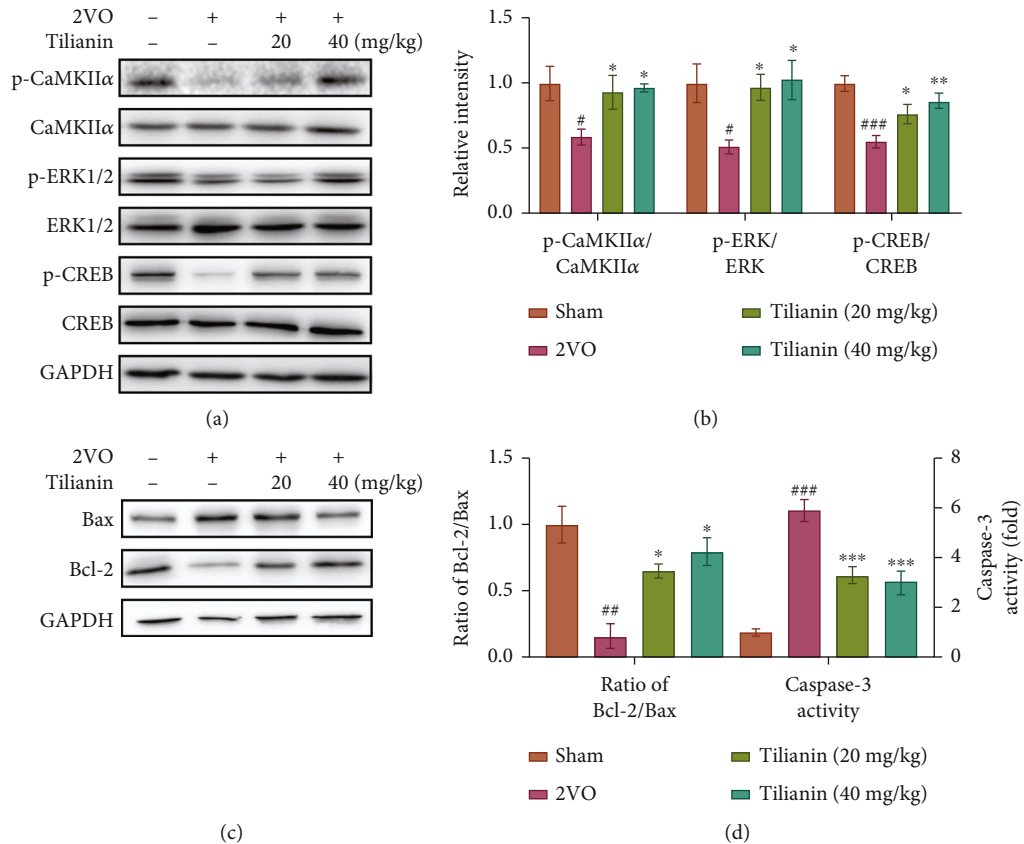 2VO – + + +
Tilianin – – 20 40 (mg/kg)
p-CaMKIIα
CaMKIIα
p-ERK1/2
ERK1/2
p-CREB
CREB
GAPDH
(a)
1.5
1.0
0.5
0.0
Relative intensity
# * *
# * *
### * **
p-CaMKIIα/
CaMKIIα
p-ERK/
ERK
p-CREB/
CREB
Sham
2VO
Tilianin (20 mg/kg)
Tilianin (40 mg/kg)
(b)
2VO – + + +
Tilianin – – 20 40 (mg/kg)
Bax
Bcl-2
GAPDH
(c)
1.5
1.0
0.5
0.0
Ratio of Bcl-2/Bax
## * *
### *** ***
8
6
4
2
0
Caspase-3
activity (fold)
Ratio of
Bcl-2/Bax
Caspase-3
activity
Sham
2VO
Tilianin (20 mg/kg)
Tilianin (40 mg/kg)
(d)